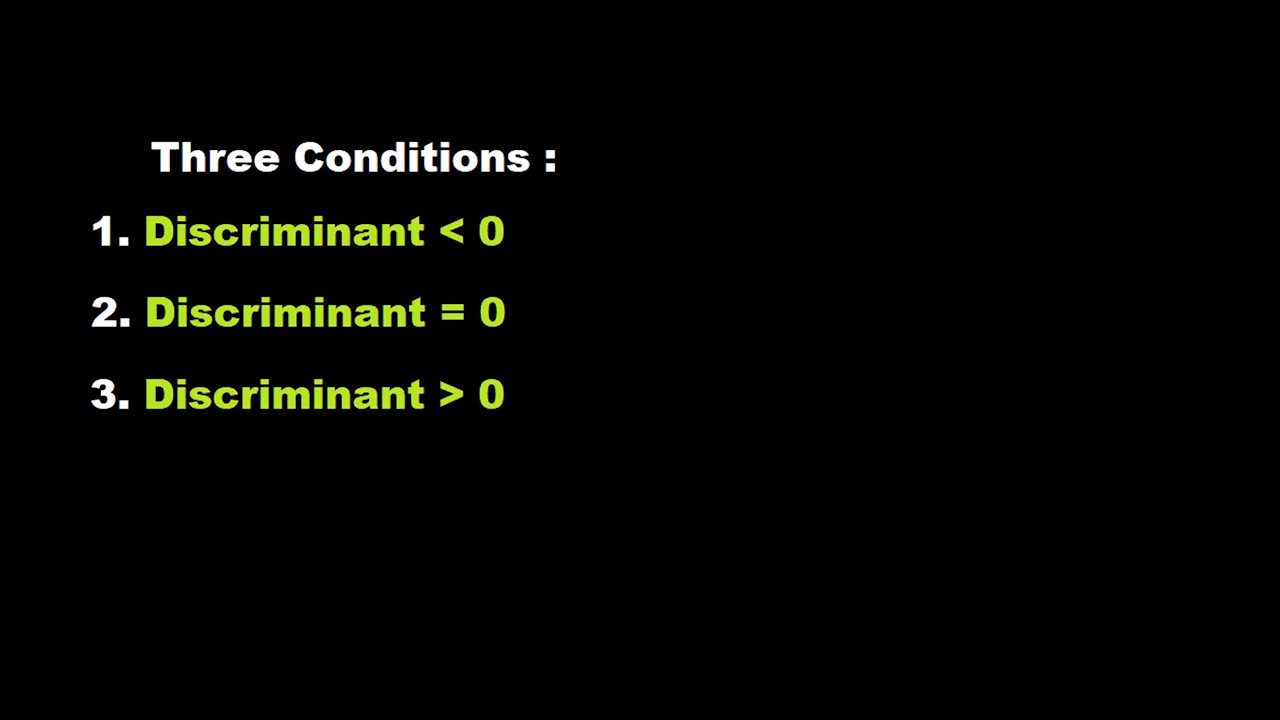 Three Conditions :
1. Discriminant < 0
2. Discriminant = 0
3. Discriminant > 0